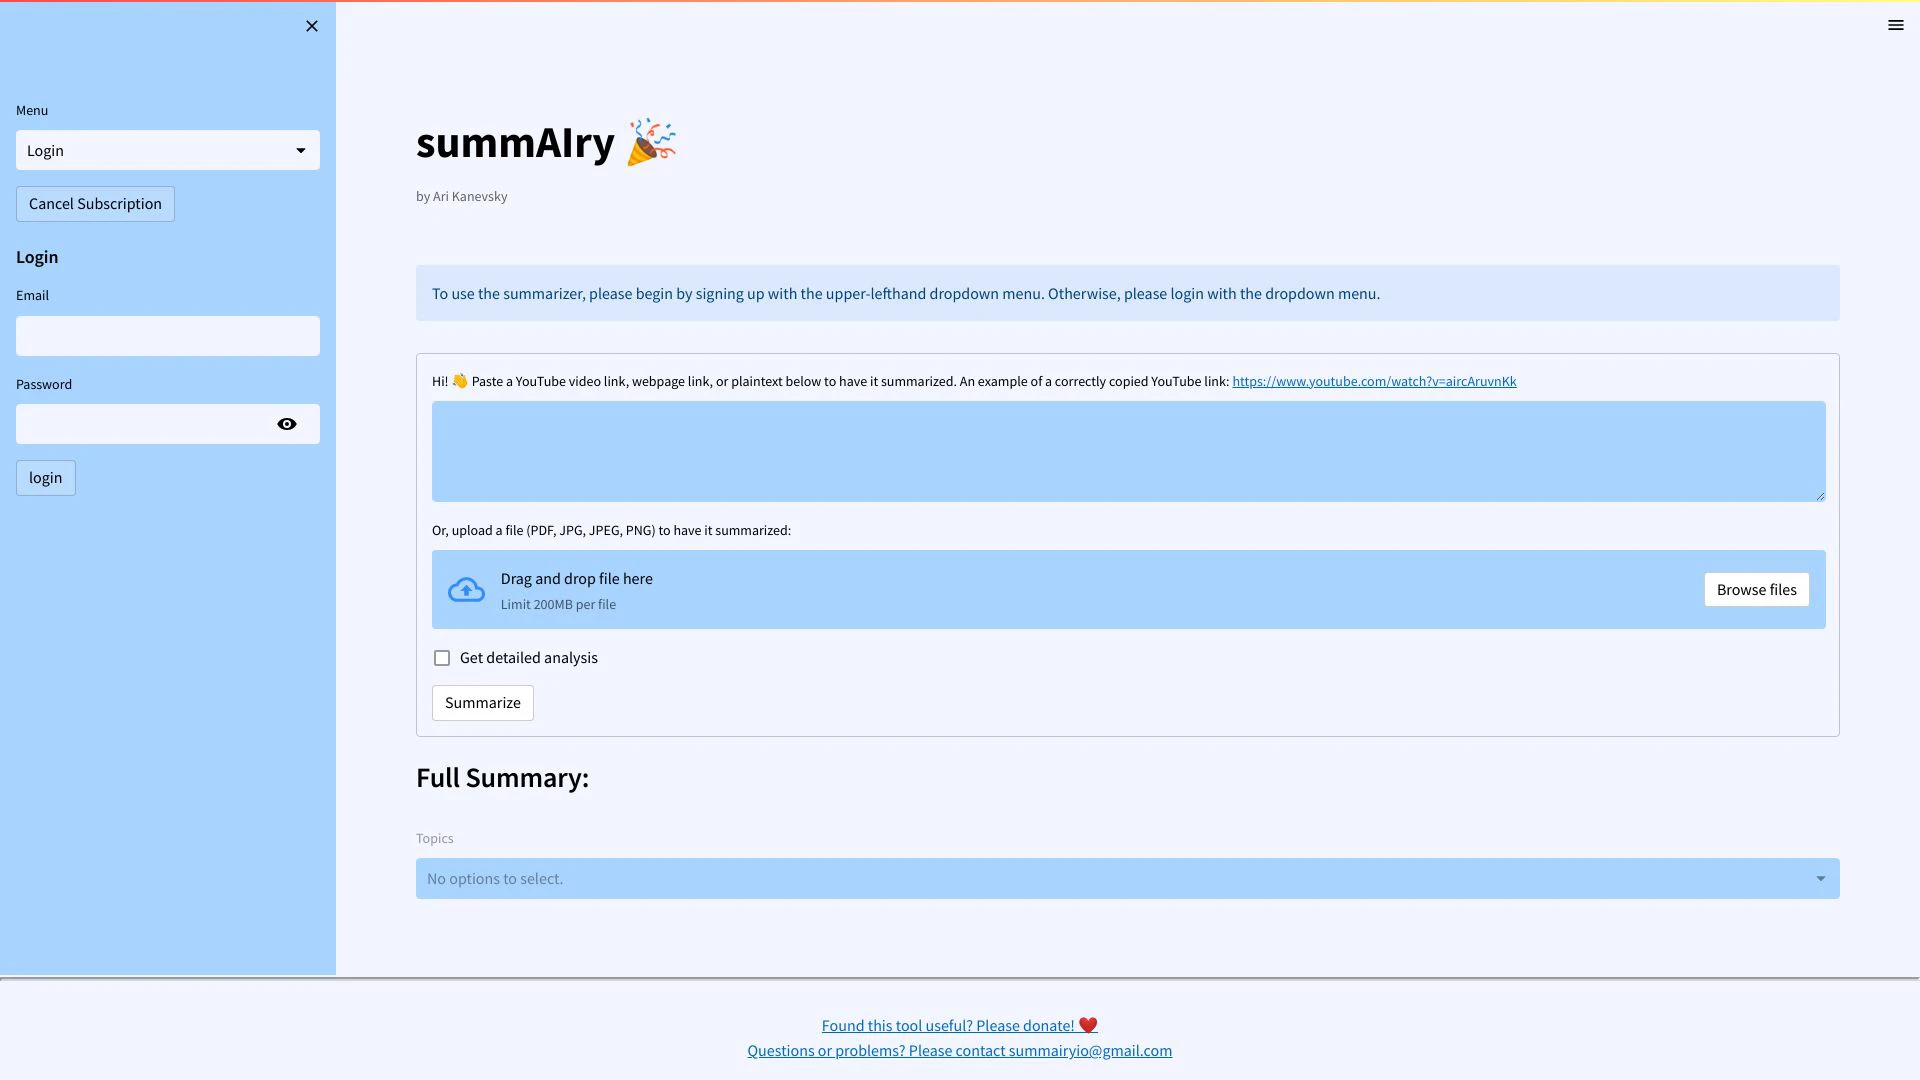 Menu
Login
Cancel Subscription
Login
Email
Password
login
summAIry 🎉
by Ari Kanevsky
To use the summarizer, please begin by signing up with the upper-lefthand dropdown menu. Otherwise, please login with the dropdown menu.
Hi! 👋 Paste a YouTube video link, webpage link, or plaintext below to have it summarized. An example of a correctly copied YouTube link: https://www.youtube.com/watch?v=aircAruvnKk
Or, upload a file (PDF, JPG, JPEG, PNG) to have it summarized:
Drag and drop file here
Limit 200MB per file
Browse files
Get detailed analysis
Summarize
Full Summary:
Topics
No options to select.
Found this tool useful? Please donate! ❤️
Questions or problems? Please contact summairyio@gmail.com